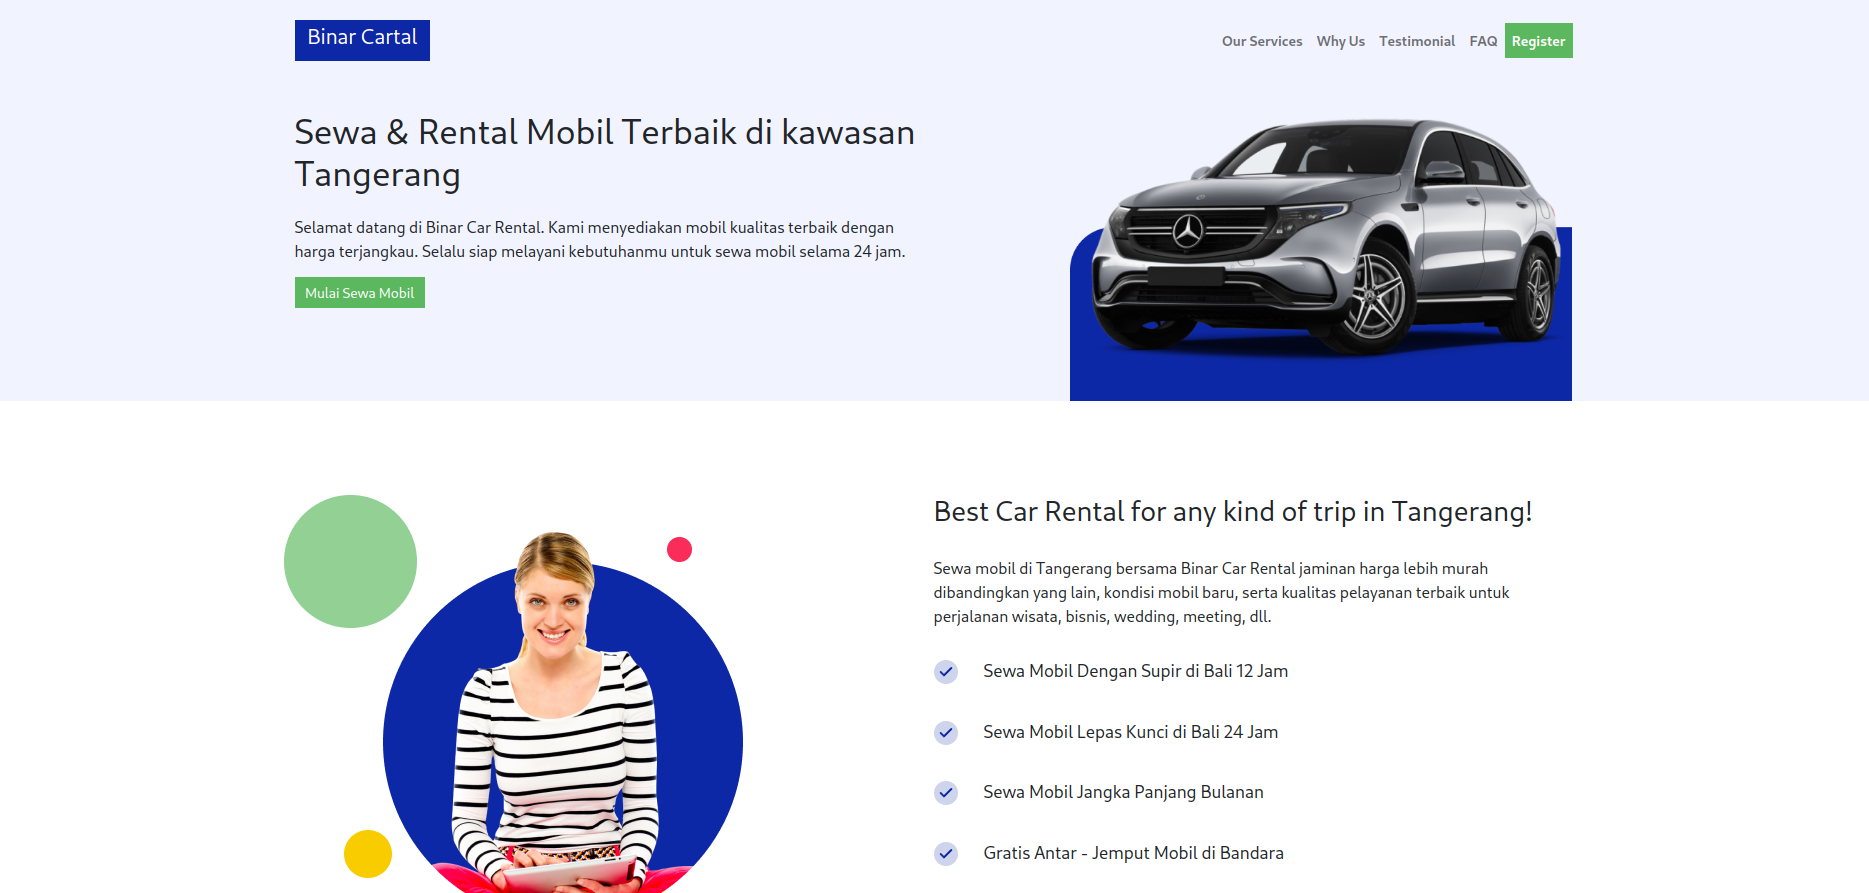 Binar Cartal
Our Services Why Us Testimonial FAQ Register
Sewa & Rental Mobil Terbaik di kawasan
Tangerang
Selamat datang di Binar Car Rental. Kami menyediakan mobil kualitas terbaik dengan
harga terjangkau. Selalu siap melayani kebutuhanmu untuk sewa mobil selama 24 jam.
Mulai Sewa Mobil
Best Car Rental for any kind of trip in Tangerang!
Sewa mobil di Tangerang bersama Binar Car Rental jaminan harga lebih murah
dibandingkan yang lain, kondisi mobil baru, serta kualitas pelayanan terbaik untuk
perjalanan wisata, bisnis, wedding, meeting, dll.
Sewa Mobil Dengan Supir di Bali 12 Jam
Sewa Mobil Lepas Kunci di Bali 24 Jam
Sewa Mobil Jangka Panjang Bulanan
Gratis Antar - Jemput Mobil di Bandara